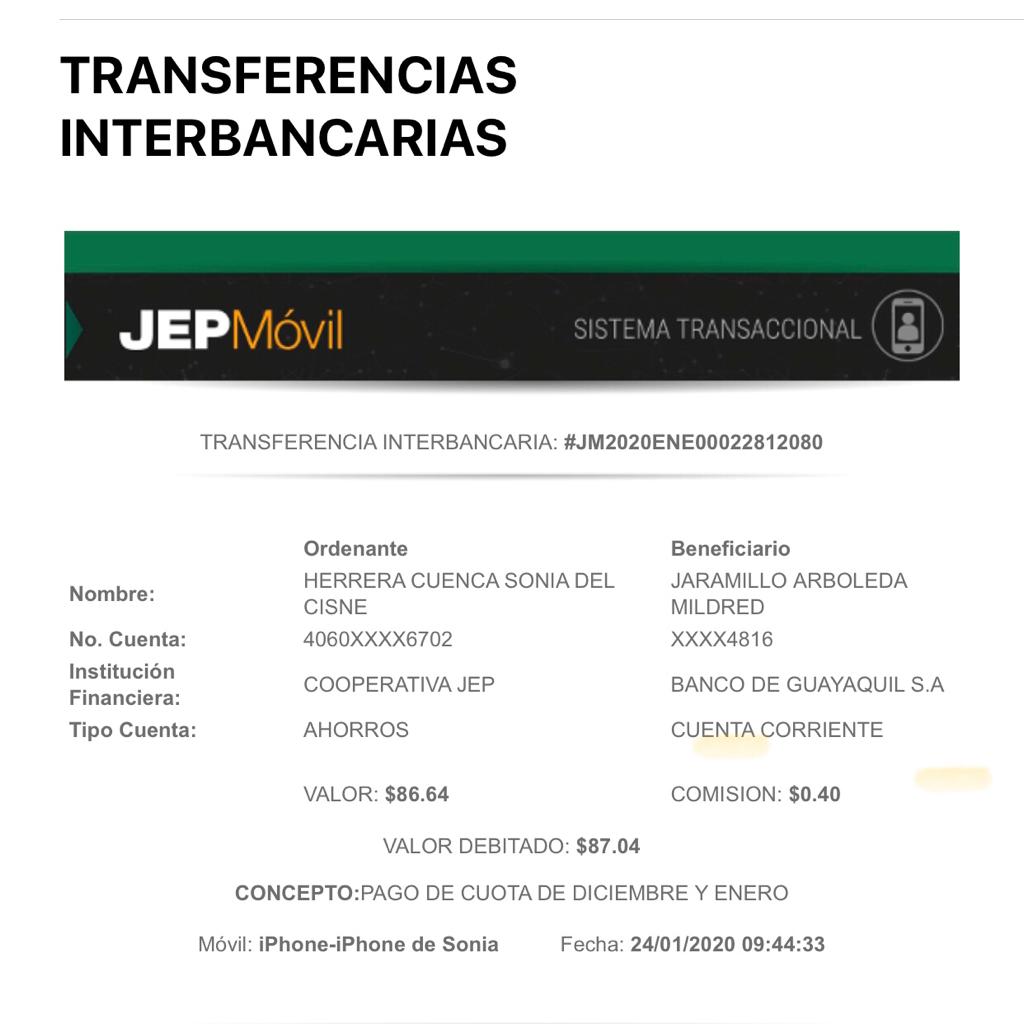 TRANSFERENCIAS
INTERBANCARIAS
JEPMóvil
SISTEMA TRANSACCIONAL
TRANSFERENCIA INTERBANCARIA: #JM2020ENE00022812080
Ordenante
Beneficiario
Nombre:
HERRERA CUENCA SONIA DEL
CISNE
JARAMILLO ARBOLEDA
MILDRED
No. Cuenta:
4060XXXX6702
XXXX4816
Institución
Financiera:
COOPERATIVA JEP
BANCO DE GUAYAQUIL S.A
Tipo Cuenta:
AHORROS
CUENTA CORRIENTE
VALOR: $86.64
COMISION: $0.40
VALOR DEBITADO: $87.04
CONCEPTO:PAGO DE CUOTA DE DICIEMBRE Y ENERO
Móvil: iPhone-iPhone de Sonia
Fecha: 24/01/2020 09:44:33